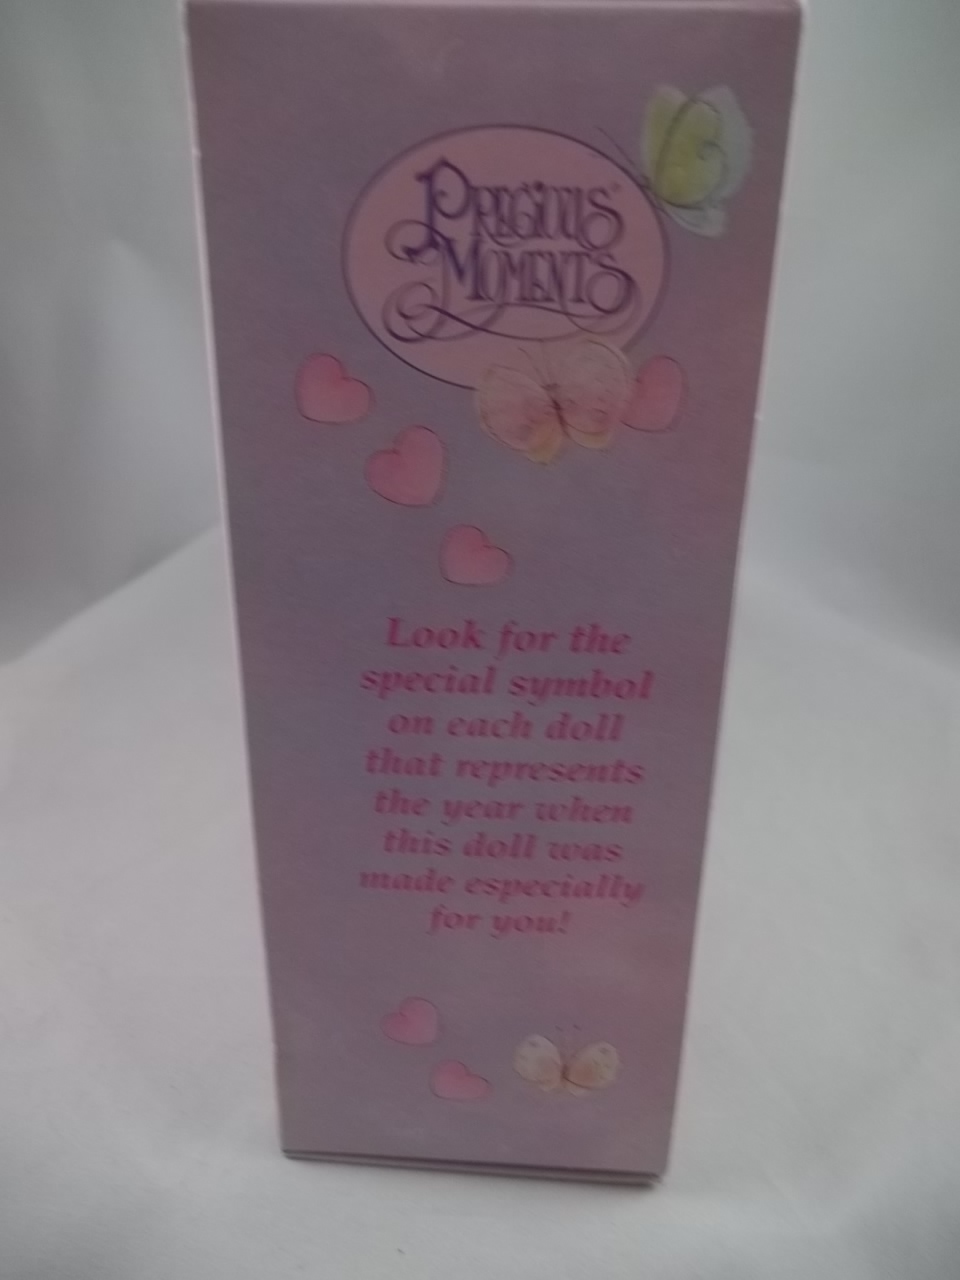 PRECIOUS®
MOMENTS
Look for the
special symbol
on each doll
that represents
the year when
this doll was
made especially
for you!